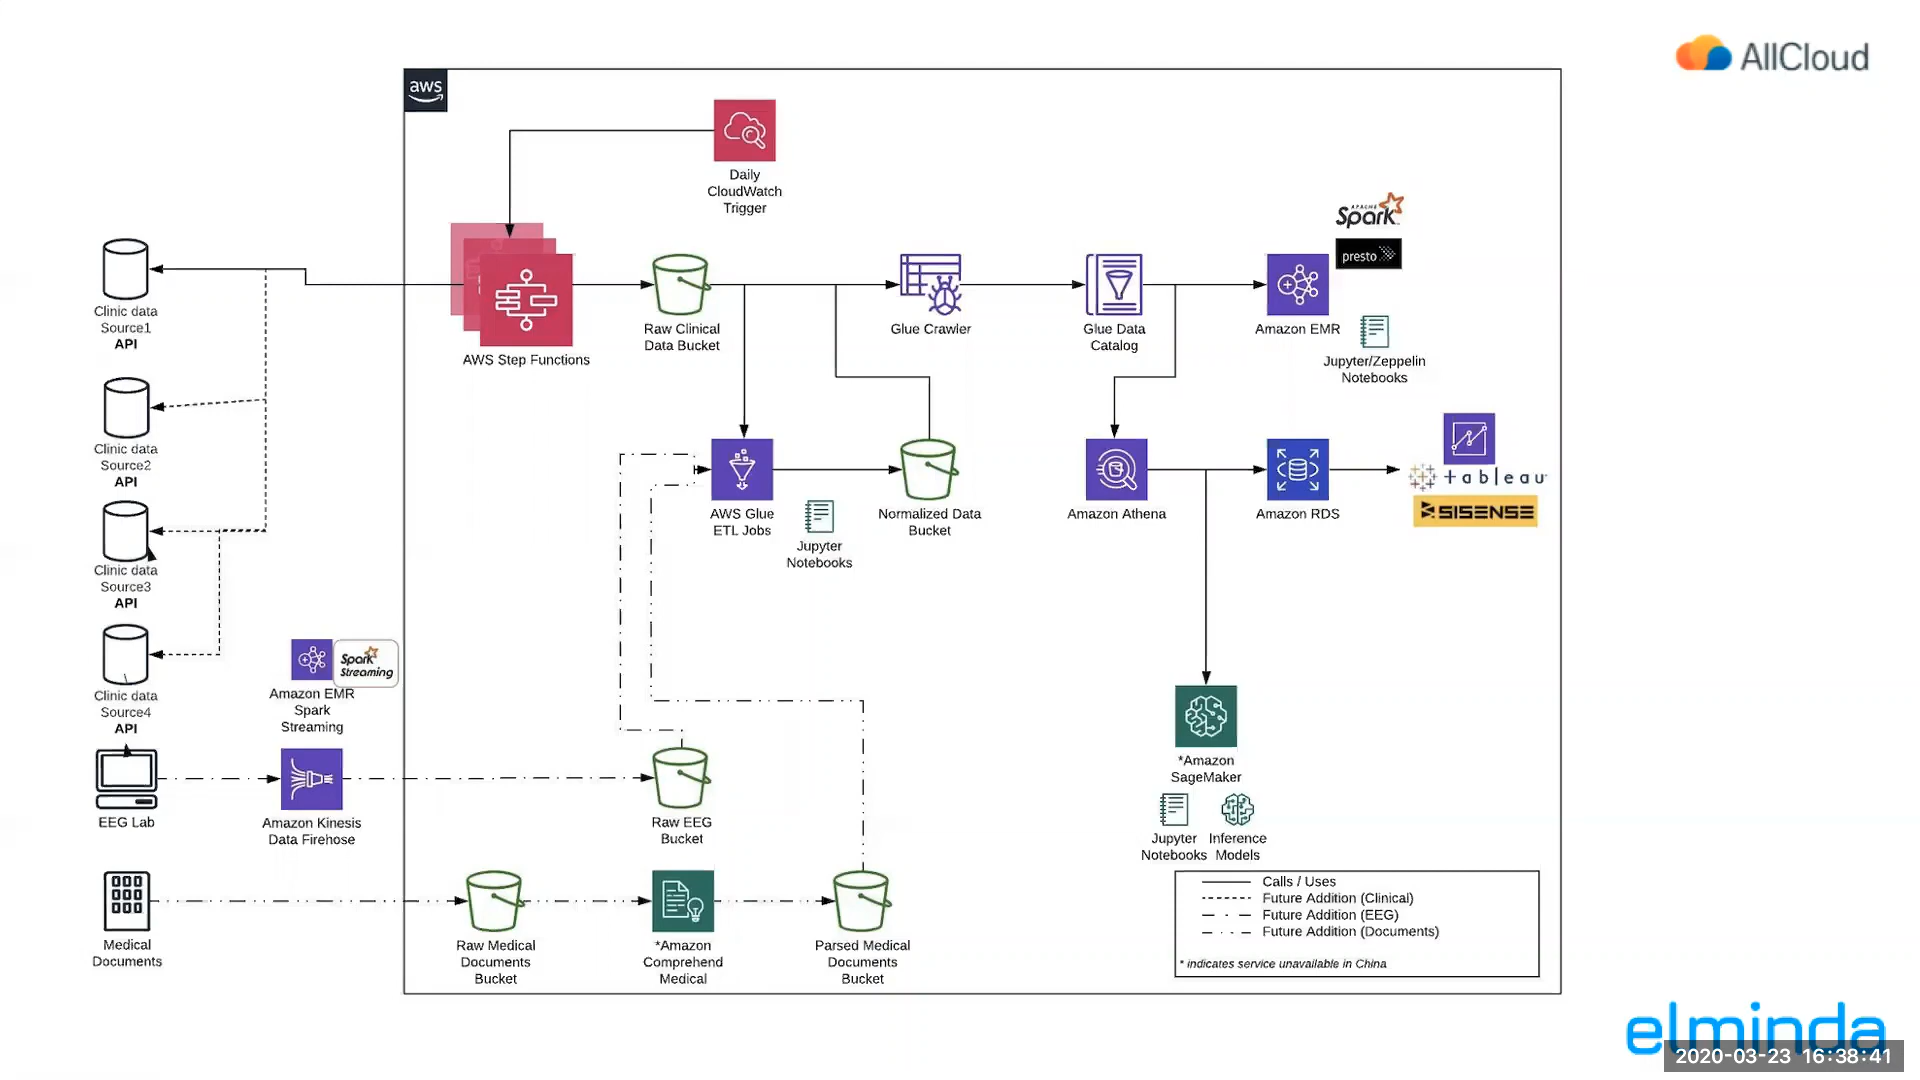 AllCloud
aws
Daily
CloudWatch
Trigger
APACHE
Spark
presto
Clinic data
Source1
API
AWS Step Functions
Raw Clinical
Data Bucket
Glue Crawler
Glue Data
Catalog
Amazon EMR
Jupyter/Zeppelin
Notebooks
Clinic data
Source2
API
AWS Glue
ETL Jobs
Jupyter
Notebooks
Normalized Data
Bucket
Amazon Athena
Amazon RDS
tableau
SISENSE
Clinic data
Source3
API
Spark
Streaming
Amazon EMR
Spark
Streaming
Clinic data
Source4
API
*Amazon
SageMaker
EEG Lab
Amazon Kinesis
Data Firehose
Raw EEG
Bucket
Jupyter
Notebooks
Inference
Models
Medical
Documents
Raw Medical
Documents
Bucket
*Amazon
Comprehend
Medical
Parsed Medical
Documents
Bucket
Calls / Uses
Future Addition (Clinical)
Future Addition (EEG)
Future Addition (Documents)
* indicates service unavailable in China
elminda
2020-03-23 16:38:41